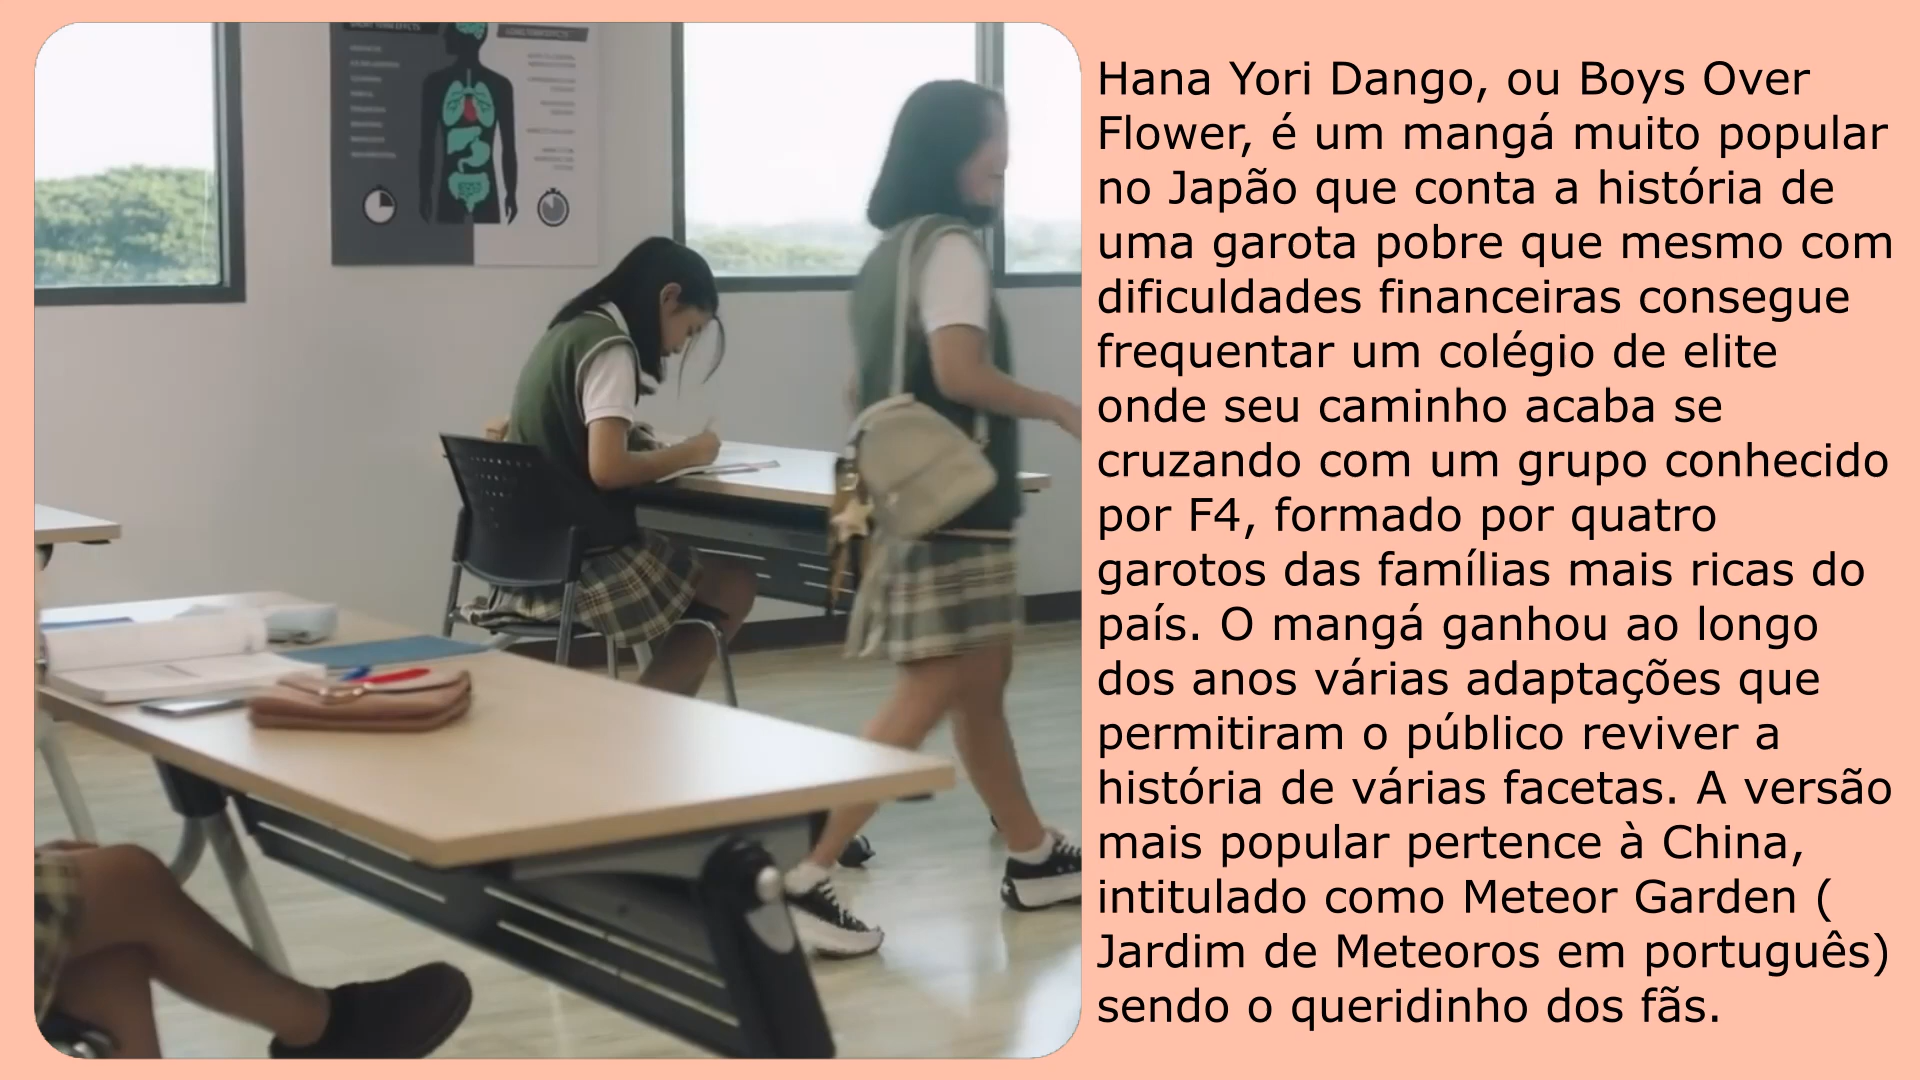 Hana Yori Dango, ou Boys Over
Flower, é um mangá muito popular
no Japão que conta a história de
uma garota pobre que mesmo com
dificuldades financeiras consegue
frequentar um colégio de elite
onde seu caminho acaba se
cruzando com um grupo conhecido
por F4, formado por quatro
garotos das famílias mais ricas do
país. O mangá ganhou ao longo
dos anos várias adaptações que
permitiram o público reviver a
história de várias facetas. A versão
mais popular pertence à China,
intitulado como Meteor Garden (
Jardim de Meteoros em português)
sendo o queridinho dos fãs.